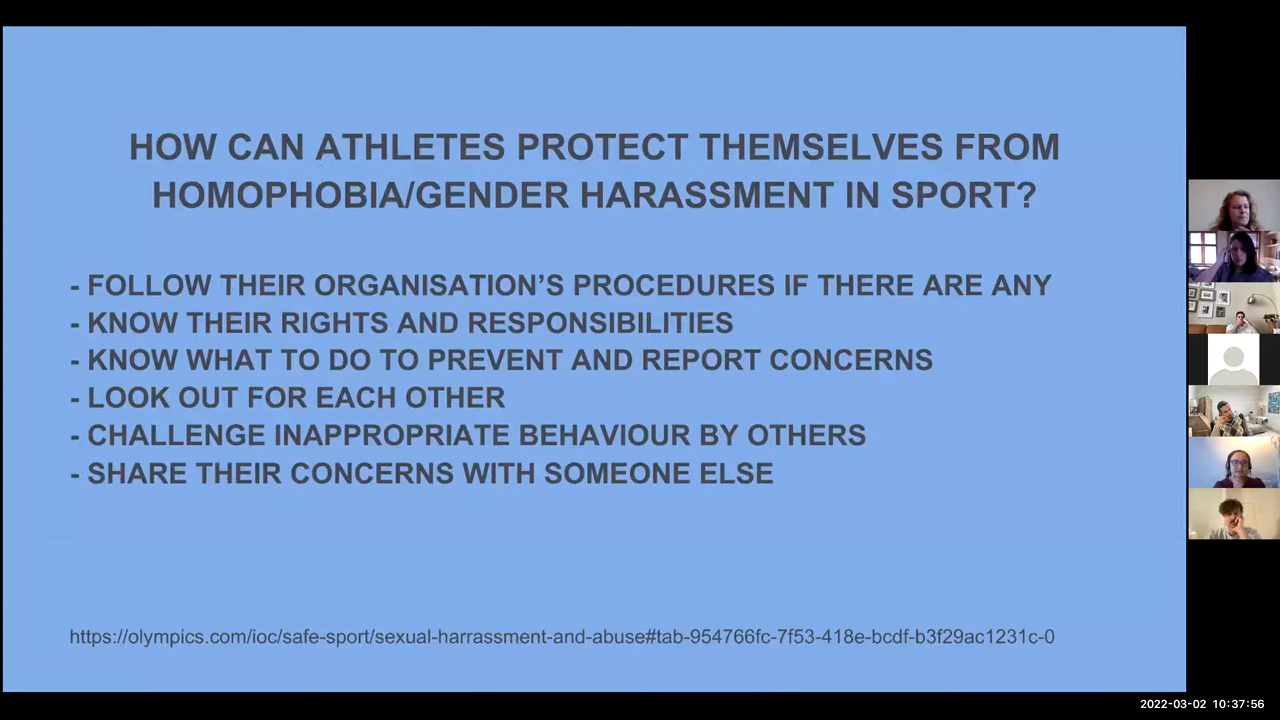 HOW CAN ATHLETES PROTECT THEMSELVES FROM
HOMOPHOBIA/GENDER HARASSMENT IN SPORT?
- FOLLOW THEIR ORGANISATION’S PROCEDURES IF THERE ARE ANY
- KNOW THEIR RIGHTS AND RESPONSIBILITIES
- KNOW WHAT TO DO TO PREVENT AND REPORT CONCERNS
- LOOK OUT FOR EACH OTHER
- CHALLENGE INAPPROPRIATE BEHAVIOUR BY OTHERS
- SHARE THEIR CONCERNS WITH SOMEONE ELSE
https://olympics.com/ioc/safe-sport/sexual-harrassment-and-abuse#tab-954766fc-7f53-418e-bcdf-b3f29ac1231c-0
2022-03-02 10:37:56